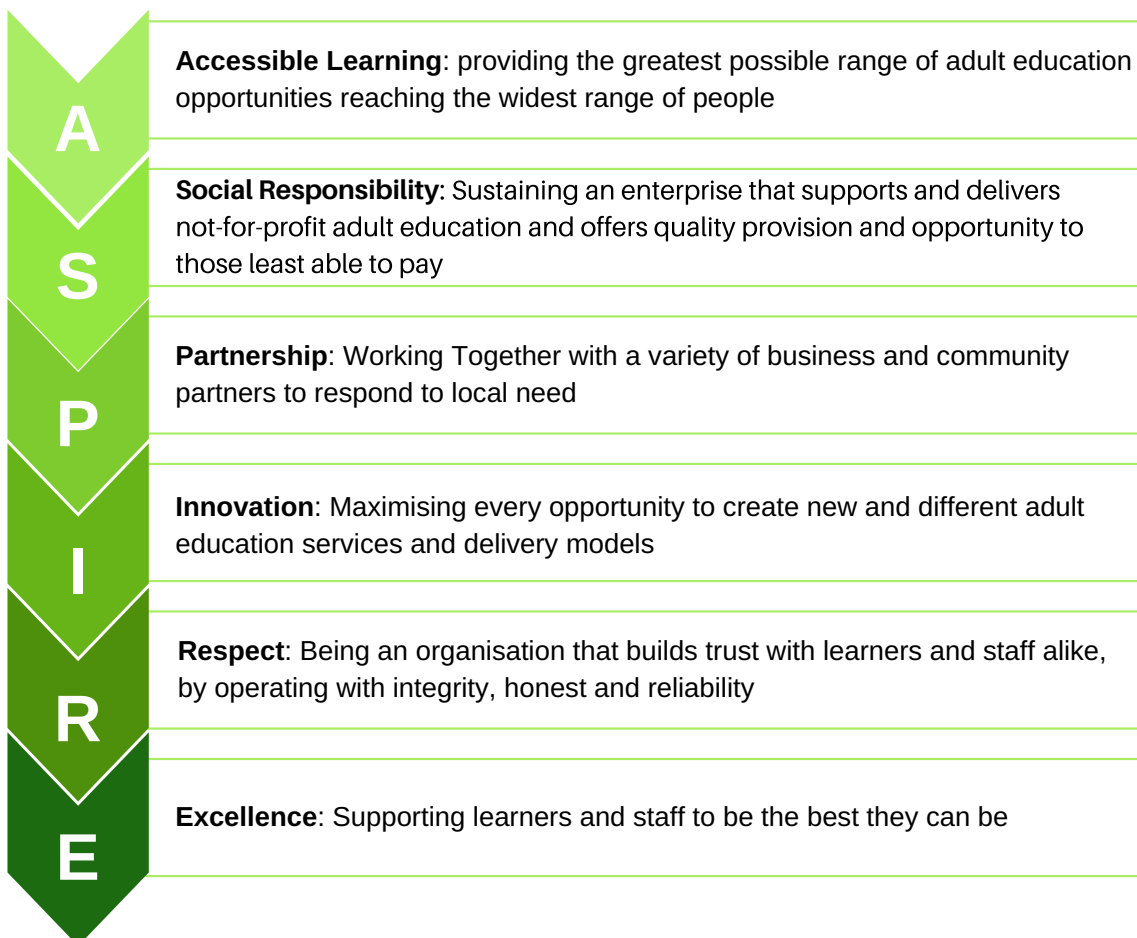 A
Accessible Learning: providing the greatest possible range of adult education
opportunities reaching the widest range of people
S
Social Responsibility: Sustaining an enterprise that supports and delivers
not-for-profit adult education and offers quality provision and opportunity to
those least able to pay
P
Partnership: Working Together with a variety of business and community
partners to respond to local need
I
Innovation: Maximising every opportunity to create new and different adult
education services and delivery models
R
Respect: Being an organisation that builds trust with learners and staff alike,
by operating with integrity, honest and reliability
E
Excellence: Supporting learners and staff to be the best they can be